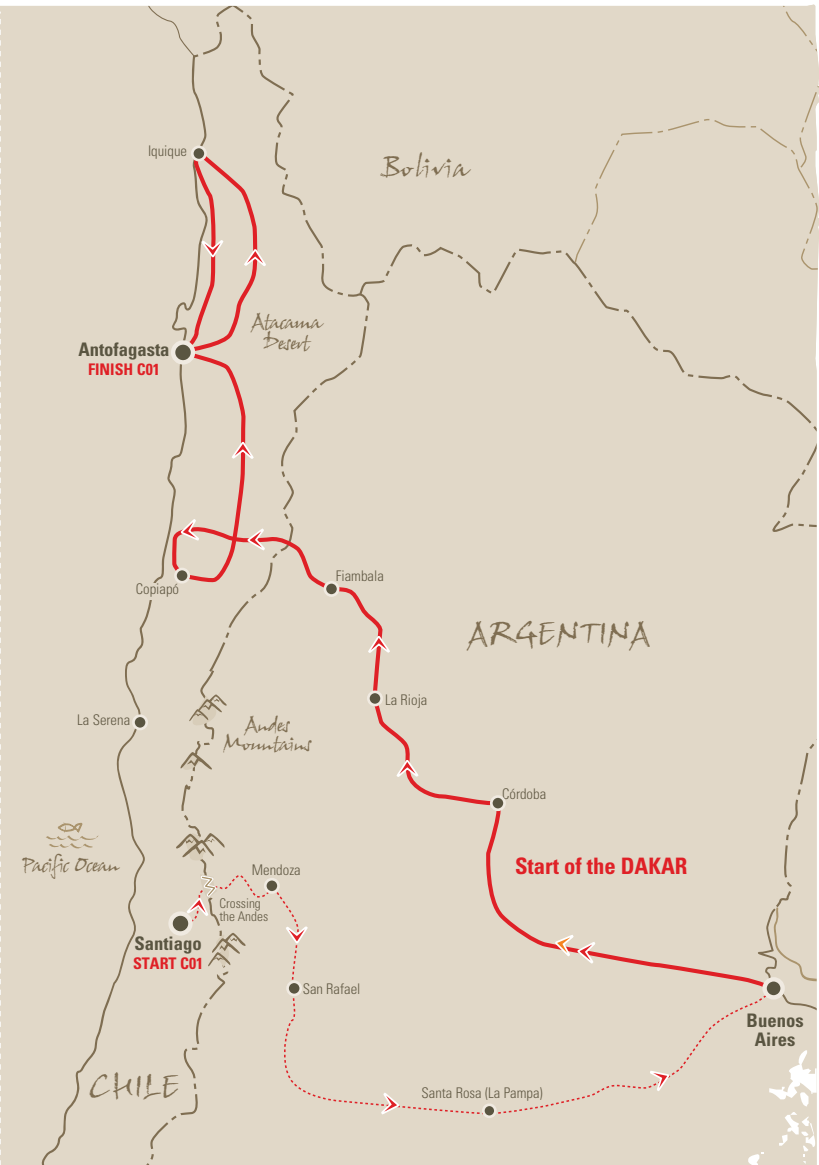 Iquique
Bolivia
Atacama
Desert
Antofagasta
FINISH C01
Fiambala
Copiapó
ARGENTINA
La Rioja
La Serena
Andes
Mountains
Córdoba
Pacific Ocean
Start of the DAKAR
Mendoza
Crossing
the Andes
Santiago
START C01
San Rafael
Buenos
Aires
CHILE
Santa Rosa (La Pampa)